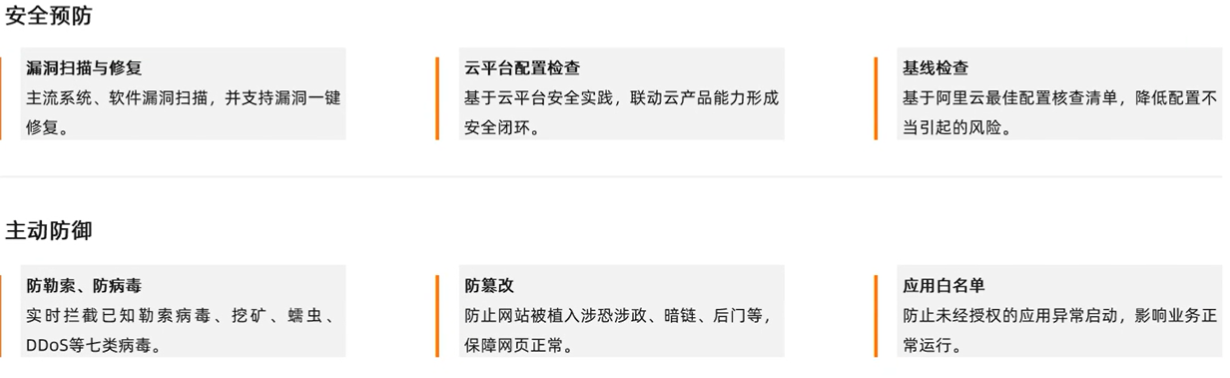 安全预防
漏洞扫描与修复
主流系统、软件漏洞扫描，并支持漏洞一键
修复。
云平台配置检查
基于云平台安全实践，联动云产品能力形成
安全闭环。
基线检查
基于阿里云最佳配置核查清单，降低配置不
当引起的风险。
主动防御
防勒索、防病毒
实时拦截已知勒索病毒、挖矿、蠕虫、
DDoS等七类病毒。
防篡改
防止网站被植入涉恐涉政、暗链、后门等，
保障网页正常。
应用白名单
防止未经授权的应用异常启动，影响业务正
常运行。